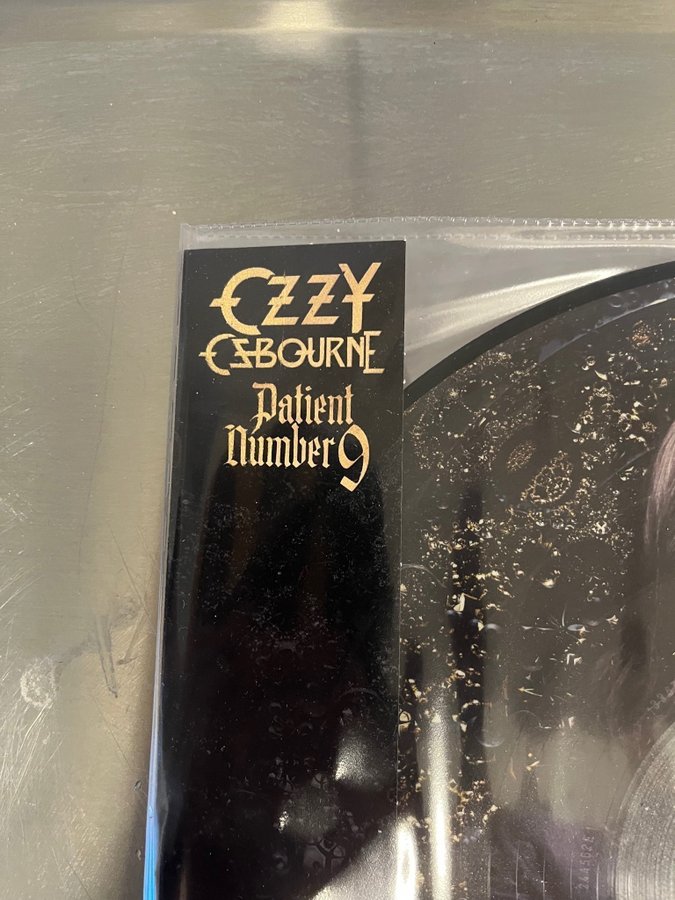 OZZY
OSBOURNE
Patient
Number 9